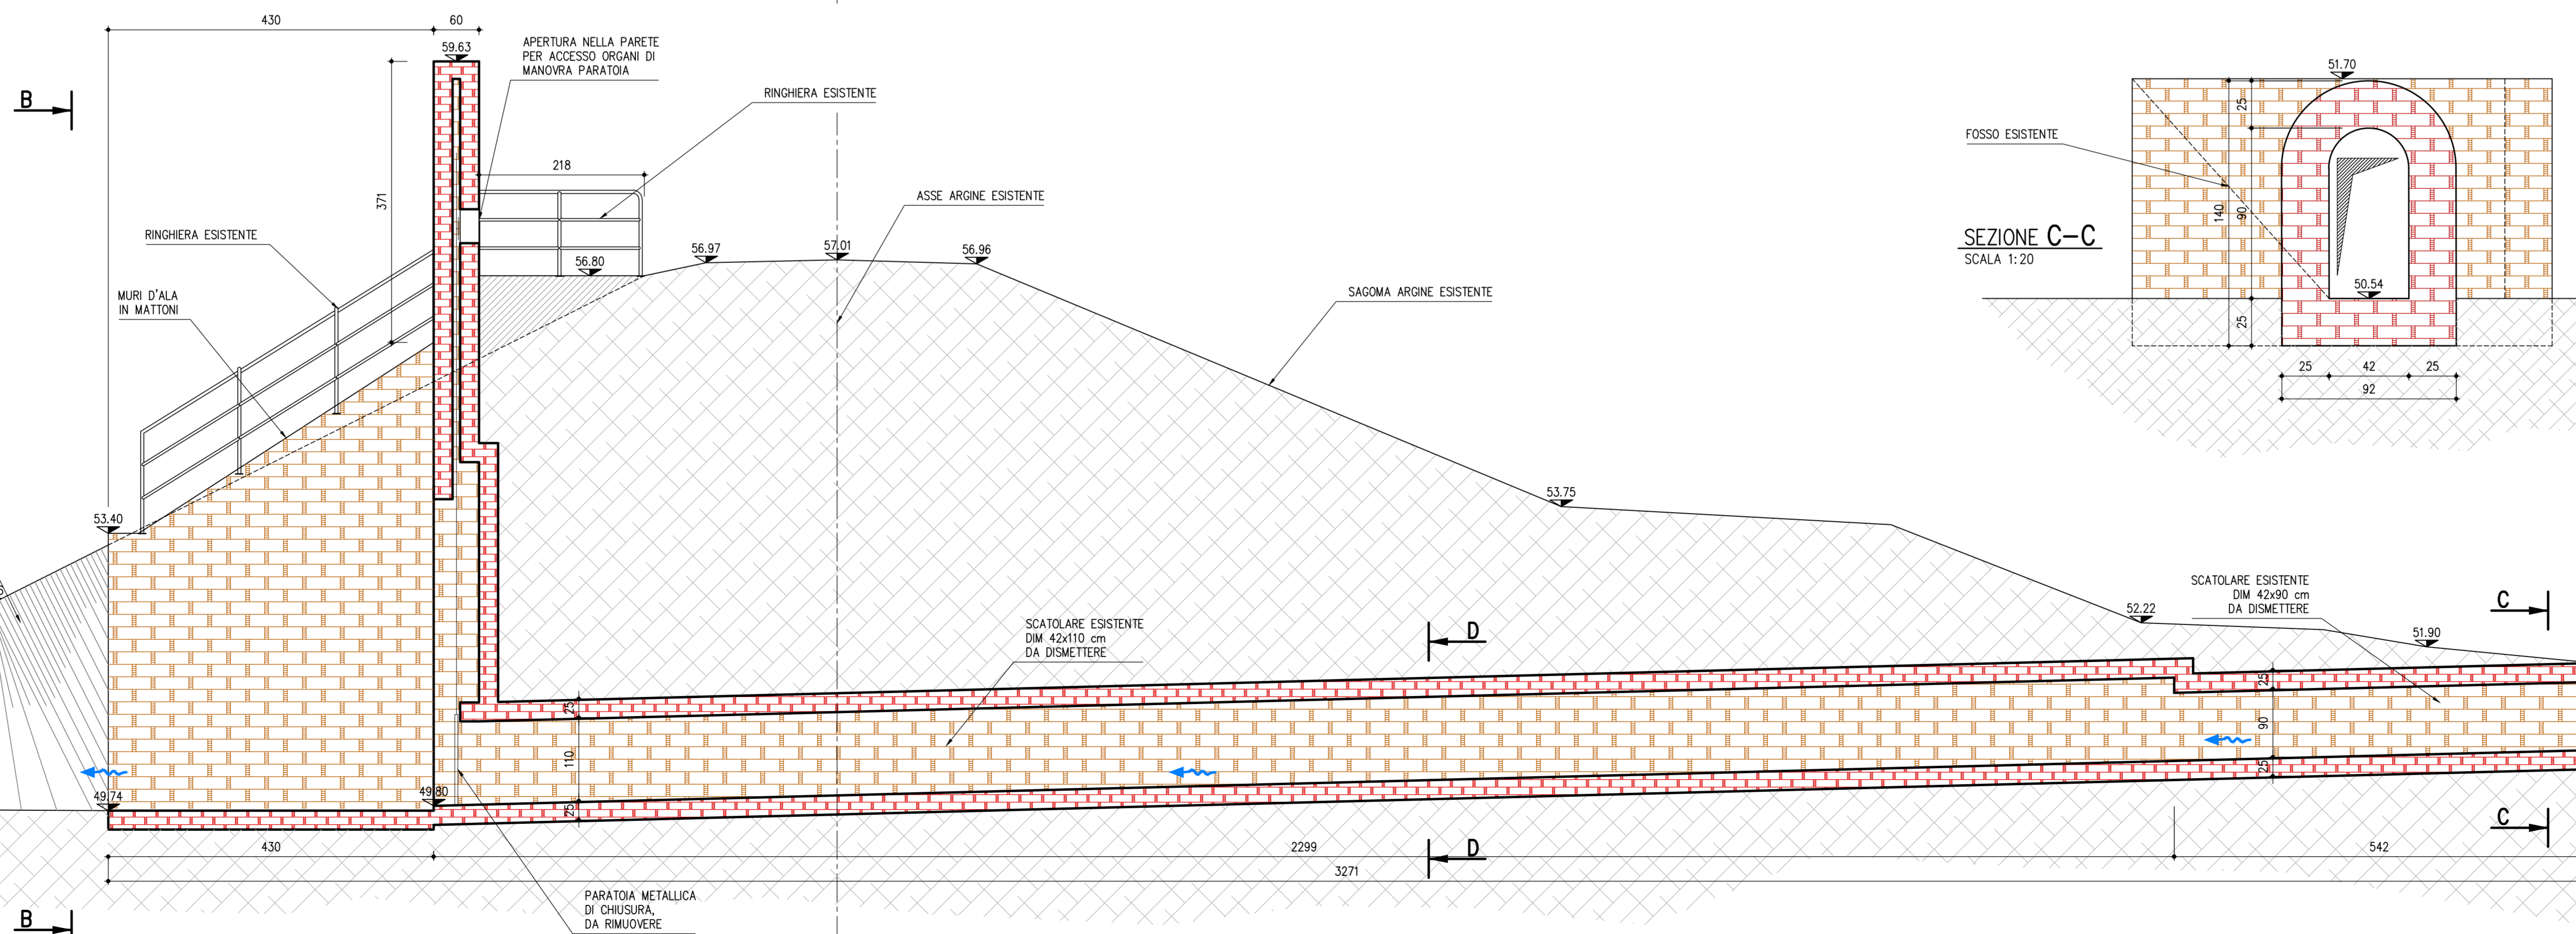 430
60
59.63
APERTURA NELLA PARETE
PER ACCESSO ORGANI DI
MANOVRA PARATOIA
51.70
B
RINGHIERA ESISTENTE
25
FOSSO ESISTENTE
218
371
ASSE ARGINE ESISTENTE
140
90
RINGHIERA ESISTENTE
SEZIONE C-C
SCALA 1:20
56.97
57.01
56.96
56.80
MURI D'ALA
IN MATTONI
SAGOMA ARGINE ESISTENTE
50.54
25
25
42
25
92
53.75
53.40
SCATOLARE ESISTENTE
DIM 42x90 cm
DA DISMETTERE
C
52.22
SCATOLARE ESISTENTE
DIM 42x110 cm
DA DISMETTERE
D
51.90
25
25
90
110
25
49.74
49.80
25
C
430
2299
D
542
3271
PARATOIA METALLICA
DI CHIUSURA,
DA RIMUOVERE
B